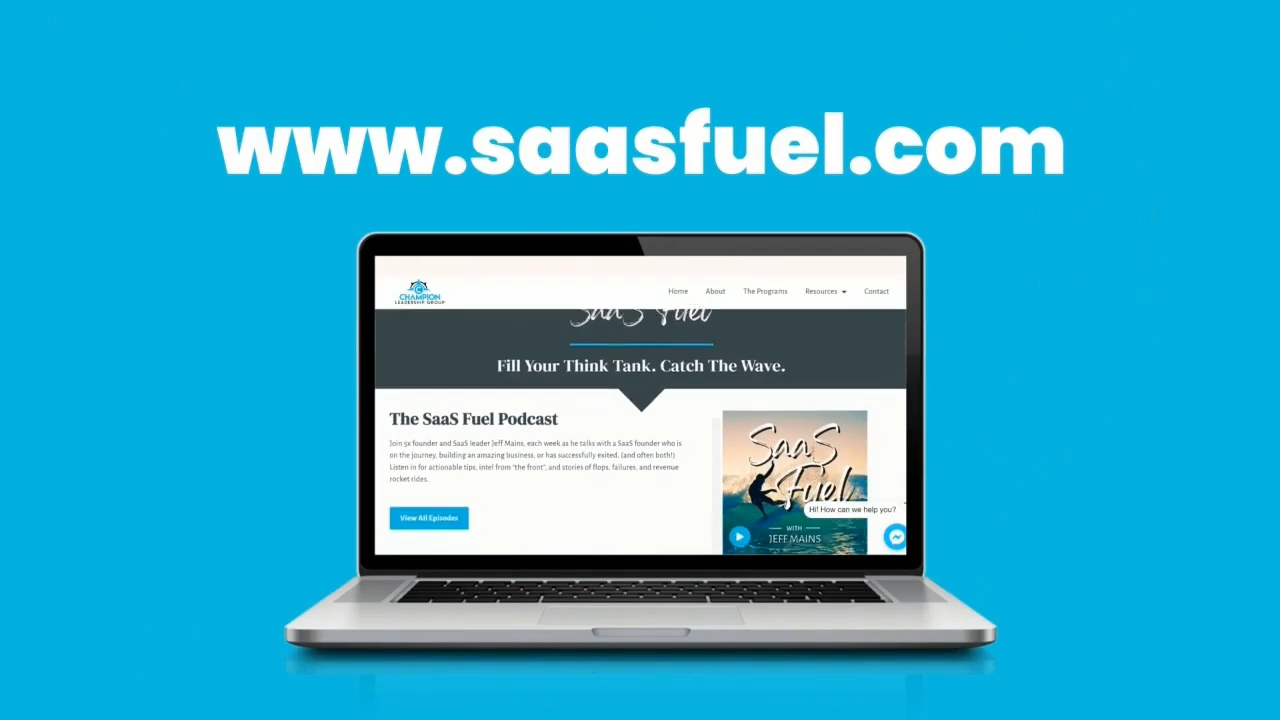 www.saasfuel.com
CHAMPION
LEADERSHIP GROUP
Home About The Programs Resources Contact
SaaS Fuel
Fill Your Think Tank. Catch The Wave.
The SaaS Fuel Podcast
Join 5x founder and SaaS leader Jeff Mains, each week as he talks with a SaaS founder who is
on the journey, building an amazing business, or has successfully exited. (and often both!)
Listen in for actionable tips, intel from "the front", and stories of flops, failures, and revenue
rocket rides.
View All Episodes
SaaS
Fuel
Hi! How can we help you?
WITH
JEFF MAINS